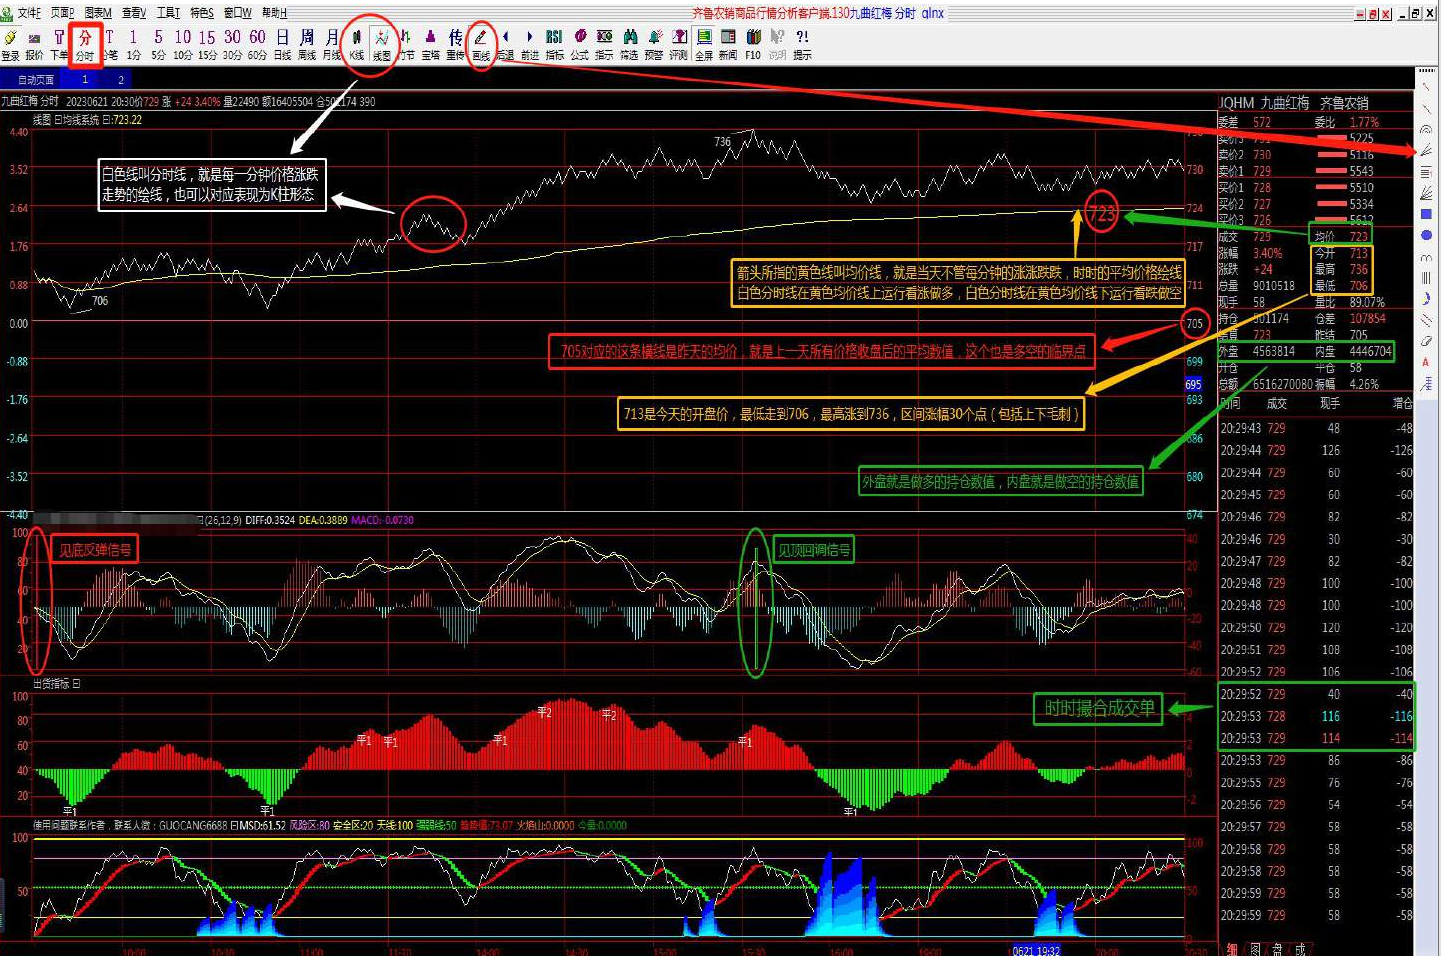 文件F 页面P 图表M 查看V 工具T 特色S 窗口W 帮助H
齐鲁农销商品行情分析客户端.130九曲红梅 分时 qlnx
分 T 1 5 10 15 30 60 日 周 月 传 RSI F10 ?!
登录 报价 下单 分时 1分 5分 10分 15分 30分 60分 日线 周线 月线 K线 线图 宝塔 重传 画线 后退 前进 指标 公式 指示 筛选 预警 评测 全屏 新闻 F10 说明 提示
自动页面 1 2
九曲红梅 分时 20230621 20:30价729 涨 +24 3.40% 量22490 额16405504 仓501174 390
线图 日均线系统 日:723.22
4.40
3.52
2.64
1.76
0.88
0.00
-0.88
-1.76
-2.64
-3.52
-4.40
736
706
白色线叫分时线，就是每一分钟价格涨跌
走势的绘线，也可以对应表现为K柱形态
723
箭头所指的黄色线叫均价线，就是当天不管每分钟的涨涨跌跌，时时的平均价格绘线
白色分时线在黄色均价线上运行看涨做多，白色分时线在黄色均价线下运行看跌做空
705对应的这条横线是昨天的均价，就是上一天所有价格收盘后的平均数值，这个也是多空的临界点
713是今天的开盘价，最低走到706，最高涨到736，区间涨幅30个点（包括上下毛刺）
外盘就是做多的持仓数值，内盘就是做空的持仓数值
730
724
717
711
705
699
695
693
686
680
674
JQHM 九曲红梅 齐鲁农销
委差 572 委比 1.77%
卖价3 731 5225
卖价2 730 5116
卖价1 729 5543
买价1 728 5510
买价2 727 5334
买价3 726 5612
成交 729 均价 723
涨幅 3.40% 今开 713
涨跌 +24 最高 736
总量 9010518 最低 706
现手 58 量比 89.07%
持仓 501174 仓差 107854
结算 723 昨结 705
外盘 4563814 内盘 4446704
开仓 平仓 58
总额 6516270080 振幅 4.26%
时间 成交 现手 增仓
20:29:43 729 48 -48
20:29:44 729 126 -126
20:29:44 729 60 -60
20:29:45 729 60 -60
20:29:46 729 82 -82
20:29:46 729 30 -30
20:29:47 729 82 -82
20:29:48 729 100 -100
20:29:48 729 100 -100
20:29:50 729 120 -120
20:29:51 729 108 -108
20:29:52 729 106 -106
20:29:52 729 40 -40
20:29:53 728 116 -116
20:29:53 729 114 -114
20:29:53 729 86 -86
20:29:55 729 76 -76
20:29:56 729 54 -54
20:29:57 729 58 -58
20:29:58 729 58 -58
20:29:58 729 58 -58
20:29:59 729 58 -58
20:29:59 729 58 -58
细 图 盘 成
(26,12,9) DIFF:0.3524 DEA:0.3889 MACD:-0.0730
100
80
60
40
20
见底反弹信号
见顶回调信号
40
20
0
-20
-40
-60
出货指标 日
100
80
60
40
20
平1
平1
平1
平1
平1
平2
平2
平1
平1
时时撮合成交单
4
2
0
-2
使用问题联系作者，联系人微：GUOCANG6688 日MSD:61.52 风险区:80 安全区:20 天线:100 强弱线:50 趋势值:73.07 火焰山:0.0000 今量:0.0000
100
50
100
50
0
10:00 10:30 11:30 14:00 15:00 15:30 16:00 19:00 0621 19:32 20:00 20:30